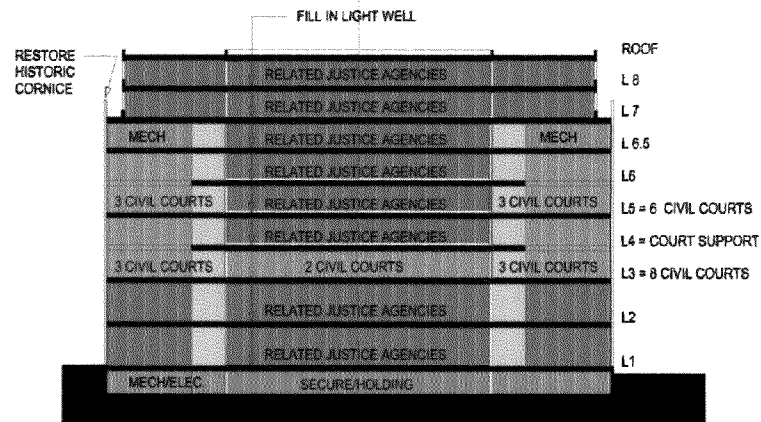 FILL IN LIGHT WELL
RESTORE
HISTORIC
CORNICE
ROOF
RELATED JUSTICE AGENCIES
L 8
RELATED JUSTICE AGENCIES
L 7
MECH
RELATED JUSTICE AGENCIES
MECH
L 6.5
RELATED JUSTICE AGENCIES
L6
3 CIVIL COURTS
RELATED JUSTICE AGENCIES
3 CIVIL COURTS
L5 = 6 CIVIL COURTS
RELATED JUSTICE AGENCIES
L4 = COURT SUPPORT
3 CIVIL COURTS
2 CIVIL COURTS
3 CIVIL COURTS
L3 = 8 CIVIL COURTS
RELATED JUSTICE AGENCIES
L2
RELATED JUSTICE AGENCIES
L1
MECH/ELEC
SECURE/HOLDING